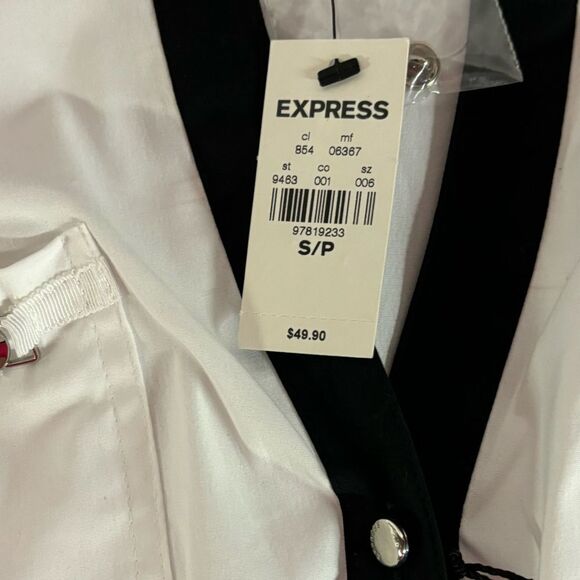 EXPRESS
cl mf
854 06367
st co sz
9463 001 006
97819233
S/P
$49.90